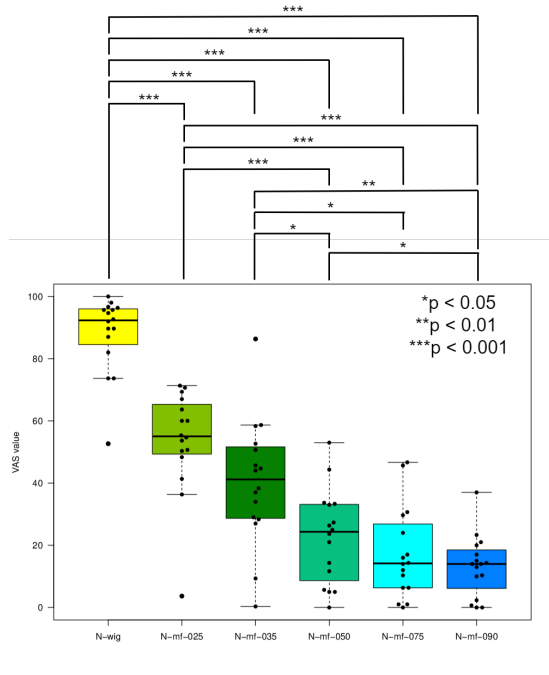 ***
***
***
***
***
***
***
***
**
*
*
*
*p < 0.05
**p < 0.01
***p < 0.001
100
80
60
40
20
0
VAS value
N-wig
N-mf-025
N-mf-035
N-mf-050
N-mf-075
N-mf-090